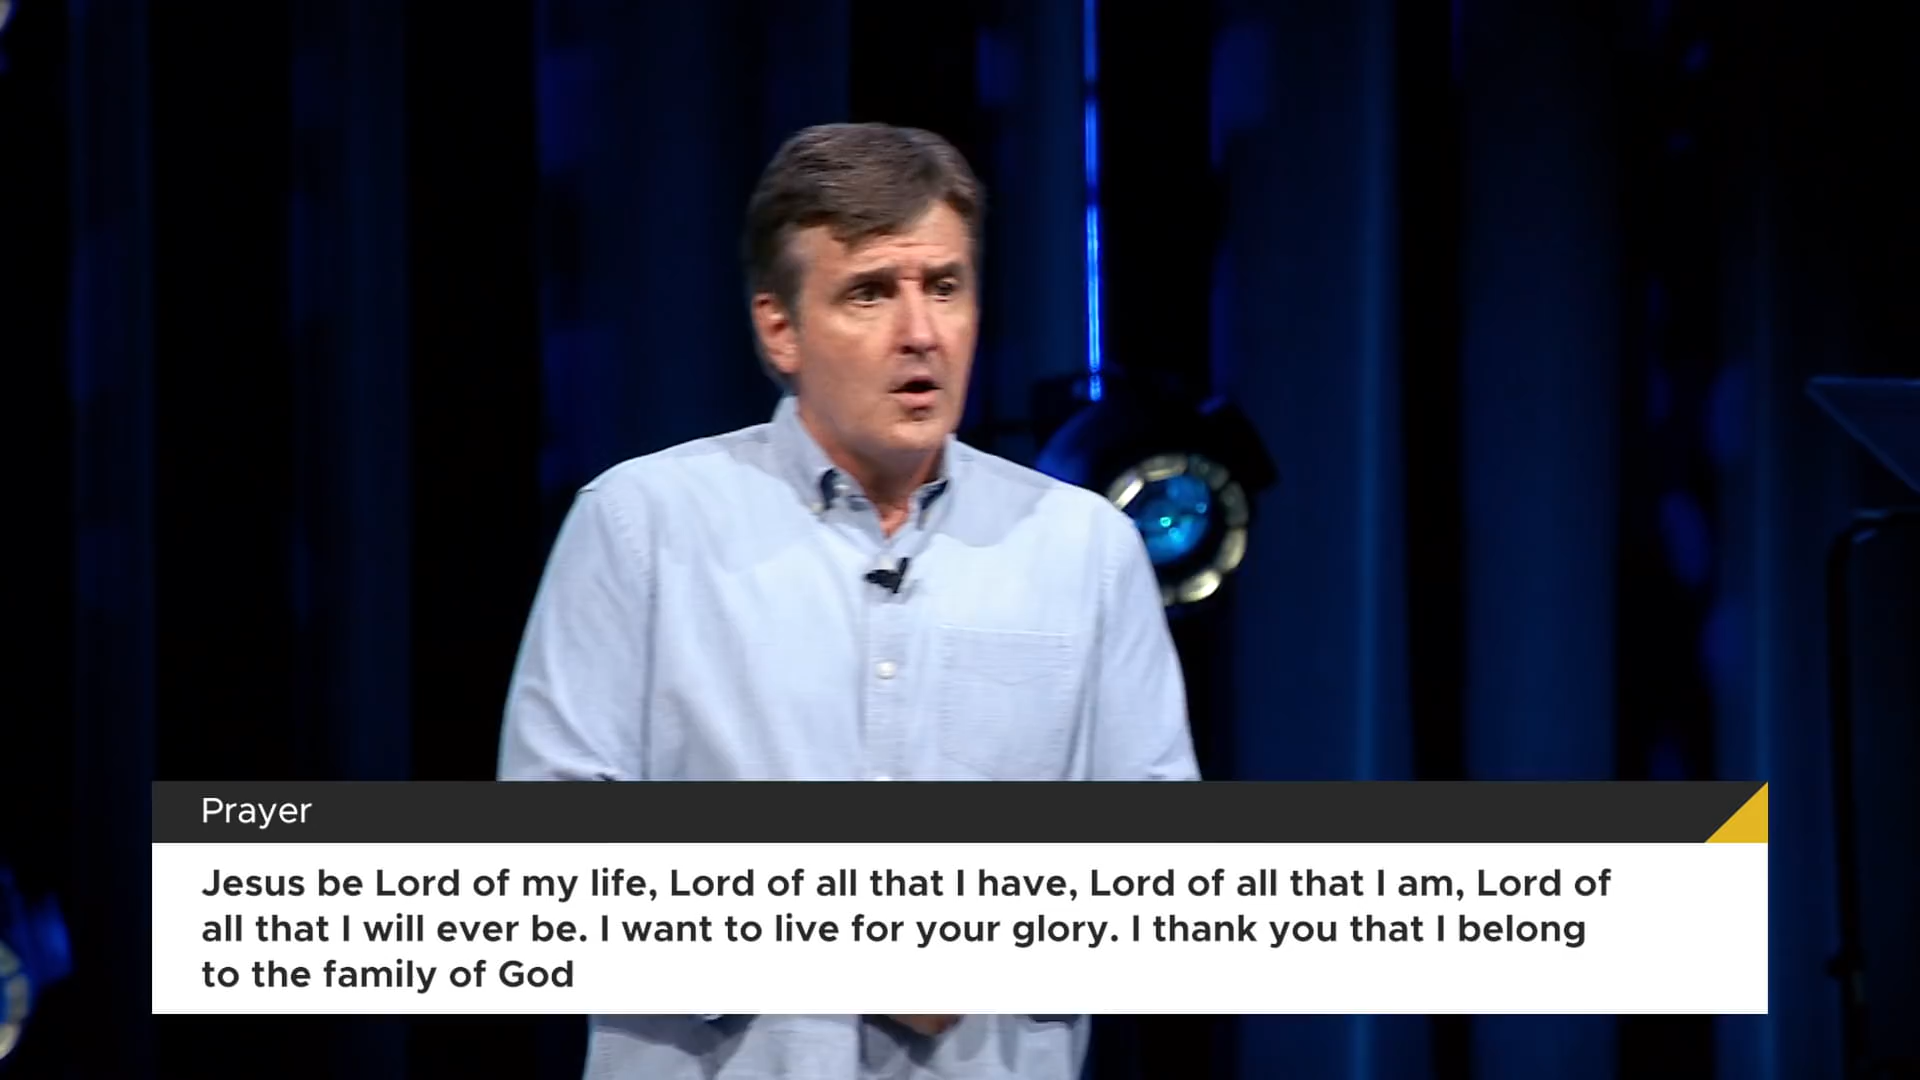 Prayer
Jesus be Lord of my life, Lord of all that I have, Lord of all that I am, Lord of
all that I will ever be. I want to live for your glory. I thank you that I belong
to the family of God